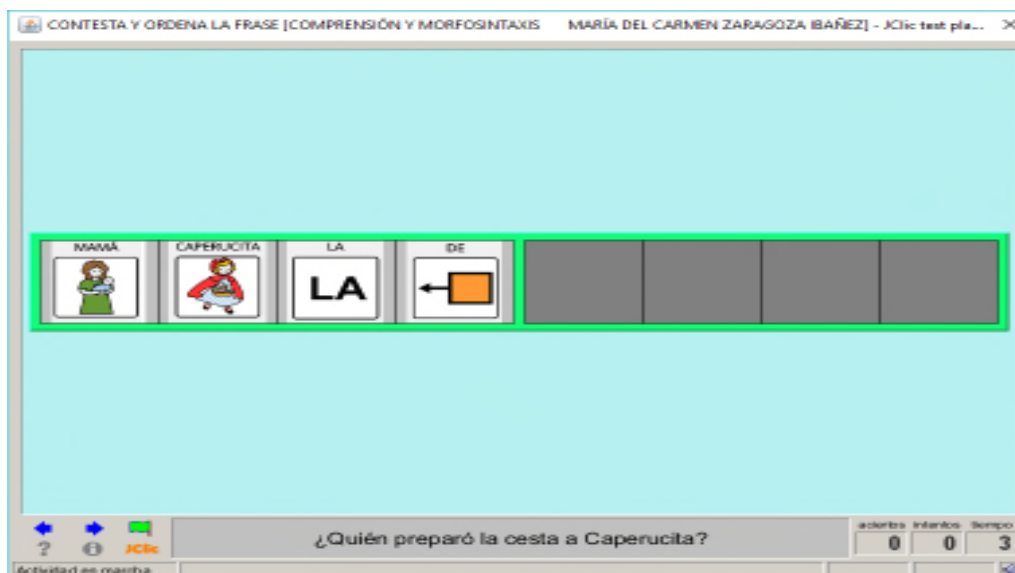 CONTESTA Y ORDENA LA FRASE [COMPRENSIÓN Y MORFOSINTAXIS MARÍA DEL CARMEN ZARAGOZA IBAÑEZ] - JClic test pla...
MAMÁ CAPERUCITA LA DE
LA
¿Quién preparó la cesta a Caperucita?
aciertos intentos tiempo
0 0 3
? JClic
Actividad en marcha